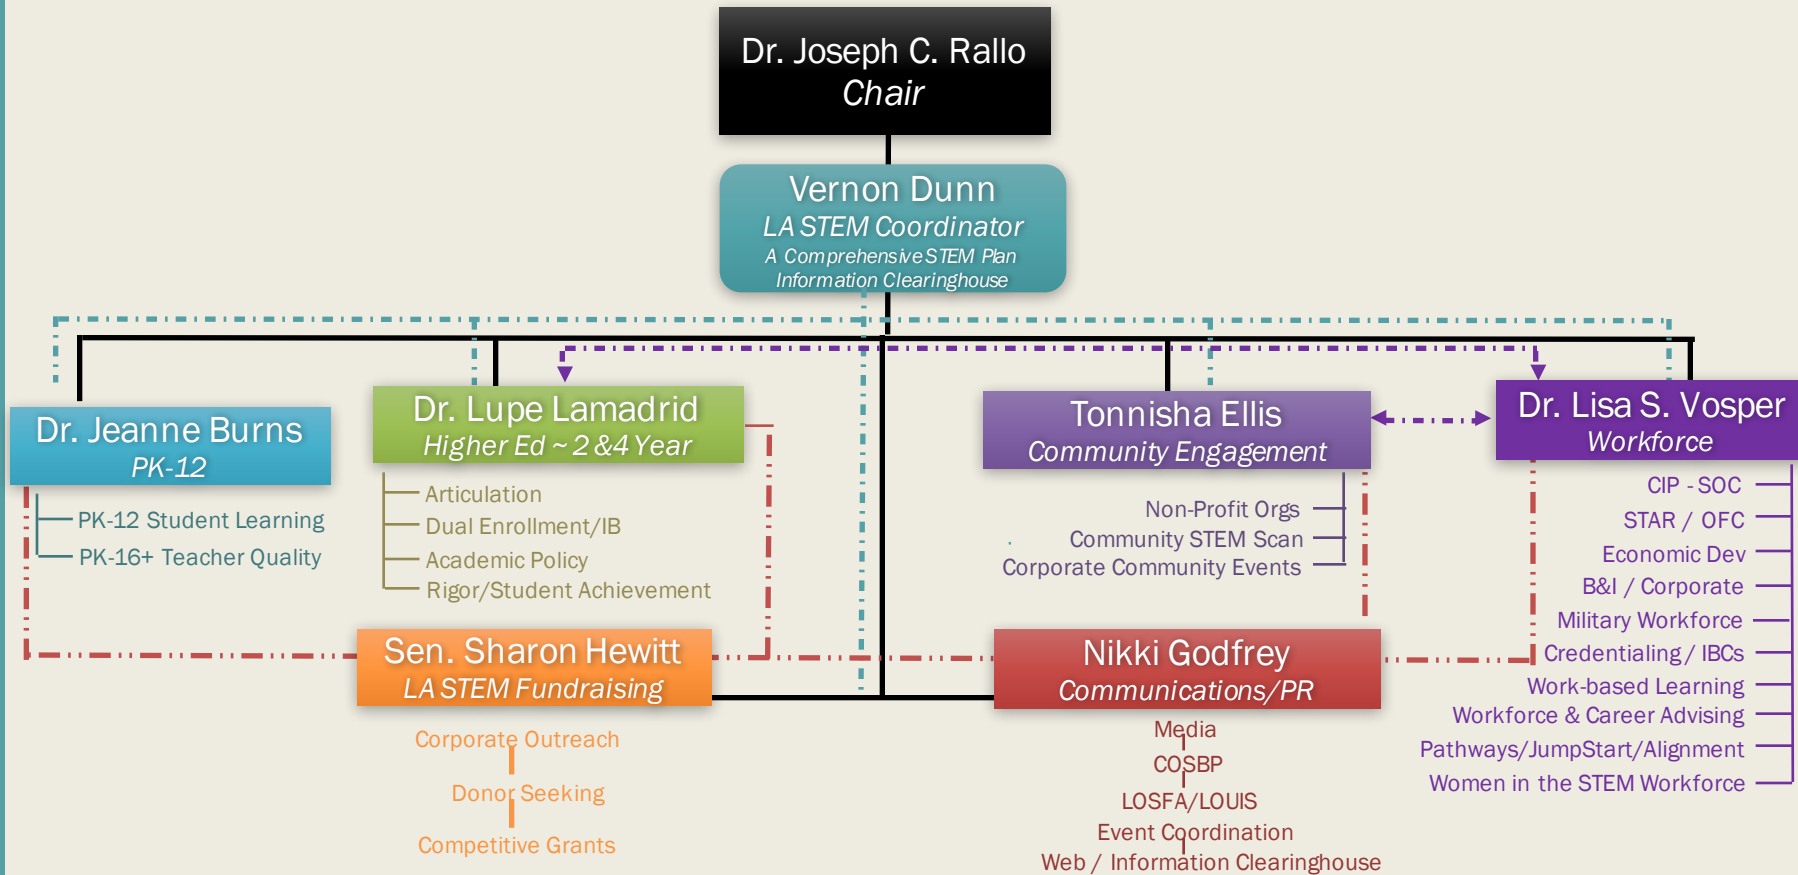 Dr. Joseph C. Rallo
Chair
Vernon Dunn
LA STEM Coordinator
A Comprehensive STEM Plan
Information Clearinghouse
Dr. Jeanne Burns
PK-12
PK-12 Student Learning
PK-16+ Teacher Quality
Dr. Lupe Lamadrid
Higher Ed ~ 2 &4 Year
Articulation
Dual Enrollment/IB
Academic Policy
Rigor/Student Achievement
Tonnisha Ellis
Community Engagement
Non-Profit Orgs
Community STEM Scan
Corporate Community Events
Dr. Lisa S. Vosper
Workforce
CIP - SOC
STAR / OFC
Economic Dev
B&I / Corporate
Military Workforce
Credentialing / IBCs
Work-based Learning
Workforce & Career Advising
Pathways/JumpStart/Alignment
Women in the STEM Workforce
Sen. Sharon Hewitt
LA STEM Fundraising
Corporate Outreach
Donor Seeking
Competitive Grants
Nikki Godfrey
Communications/PR
Media
COSBP
LOSFA/LOUIS
Event Coordination
Web / Information Clearinghouse